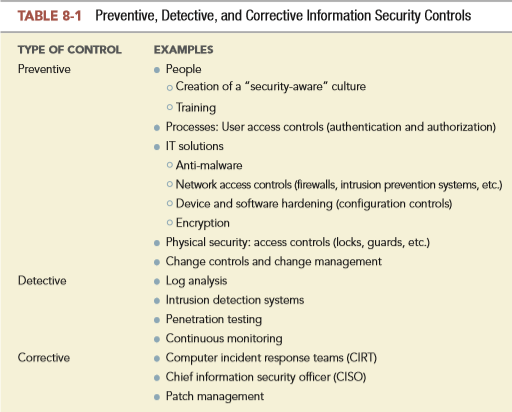 TABLE 8-1 Preventive, Detective, and Corrective Information Security Controls
TYPE OF CONTROL EXAMPLES
Preventive • People
○ Creation of a “security-aware” culture
○ Training
• Processes: User access controls (authentication and authorization)
• IT solutions
○ Anti-malware
○ Network access controls (firewalls, intrusion prevention systems, etc.)
○ Device and software hardening (configuration controls)
○ Encryption
• Physical security: access controls (locks, guards, etc.)
• Change controls and change management
Detective • Log analysis
• Intrusion detection systems
• Penetration testing
• Continuous monitoring
Corrective • Computer incident response teams (CIRT)
• Chief information security officer (CISO)
• Patch management